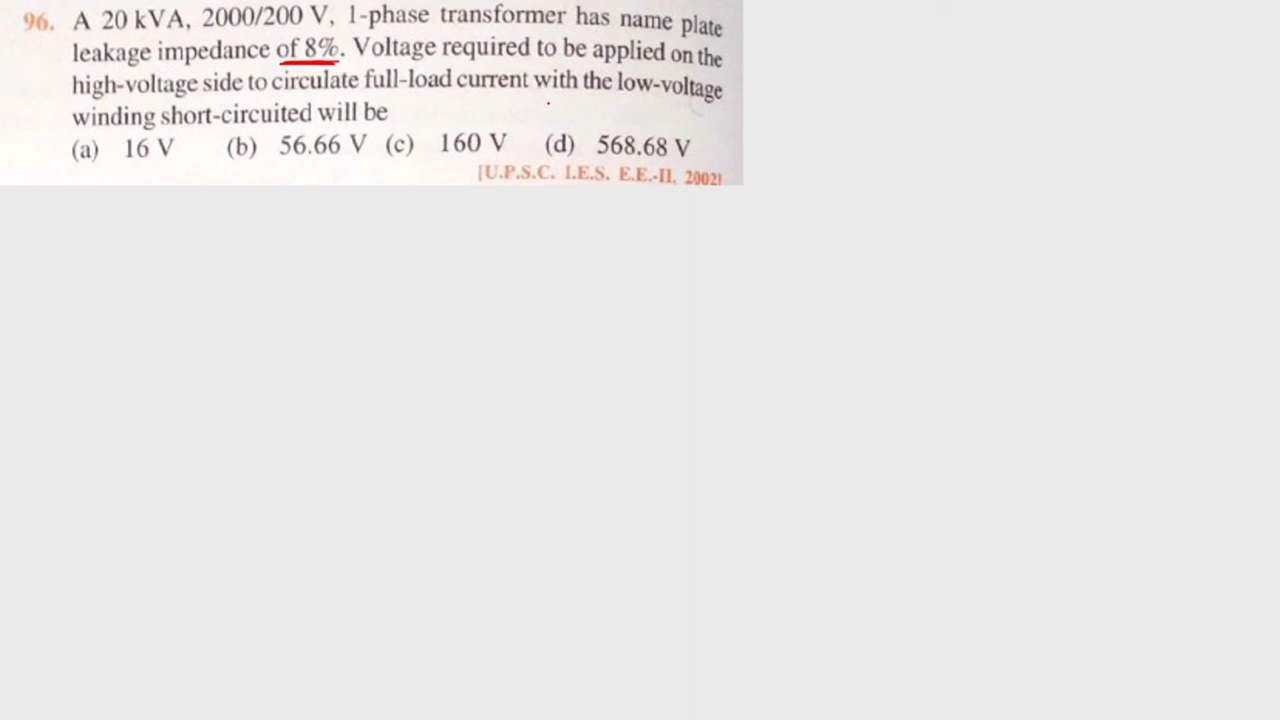 96. A 20 kVA, 2000/200 V, 1-phase transformer has name plate
leakage impedance of 8%. Voltage required to be applied on the
high-voltage side to circulate full-load current with the low-voltage
winding short-circuited will be
(a) 16 V (b) 56.66 V (c) 160 V (d) 568.68 V
[U.P.S.C. I.E.S. E.E.-II, 2002]